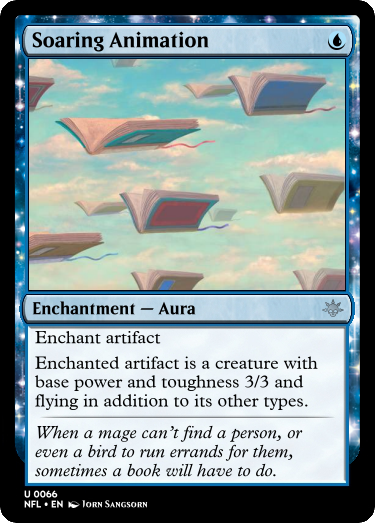 Soaring Animation
Enchantment — Aura
Enchant artifact
Enchanted artifact is a creature with
base power and toughness 3/3 and
flying in addition to its other types.
When a mage can't find a person, or
even a bird to run errands for them,
sometimes a book will have to do.
U 0066
NFL • EN Jorn Sangsorn